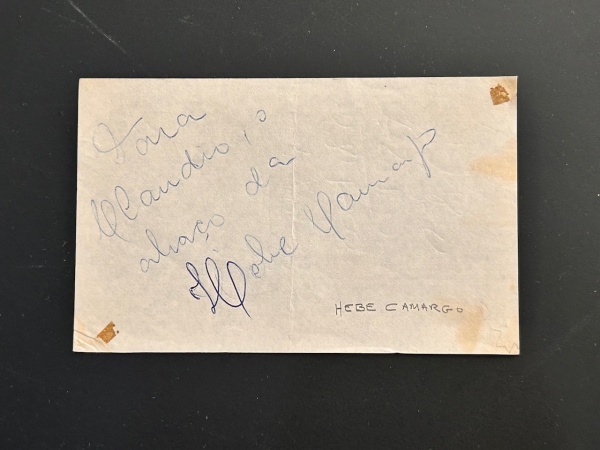 Para
Claudio, o
abraço da
Hebe Camargo
HEBE CAMARGO